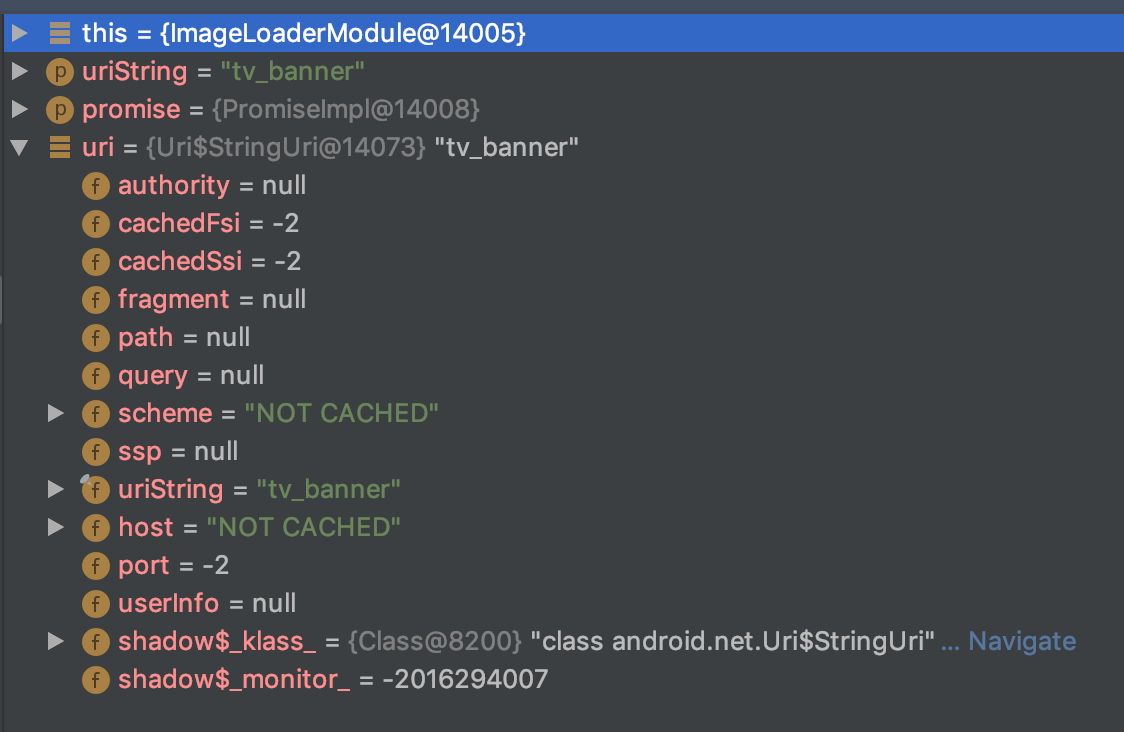 this = {ImageLoaderModule@14005}
p uriString = "tv_banner"
p promise = {PromiseImpl@14008}
uri = {Uri$StringUri@14073} "tv_banner"
f authority = null
f cachedFsi = -2
f cachedSsi = -2
f fragment = null
f path = null
f query = null
f scheme = "NOT CACHED"
f ssp = null
f uriString = "tv_banner"
f host = "NOT CACHED"
f port = -2
f userInfo = null
f shadow$_klass_ = {Class@8200} "class android.net.Uri$StringUri" ... Navigate
f shadow$_monitor_ = -2016294007